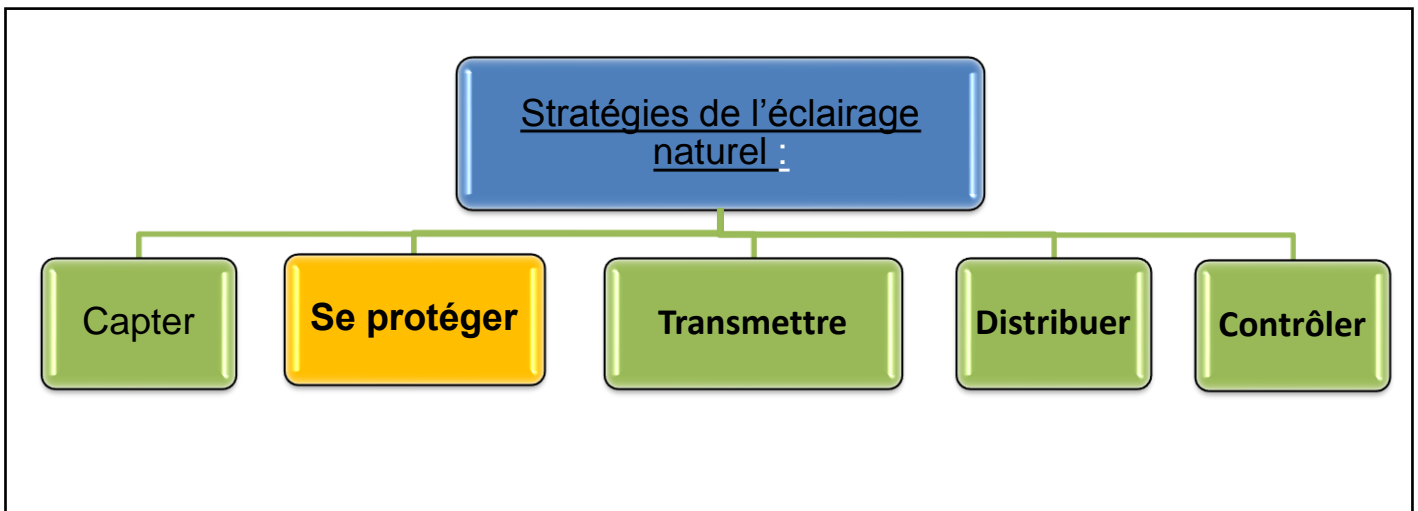 Stratégies de l’éclairage
naturel :
Capter
Se protéger
Transmettre
Distribuer
Contrôler